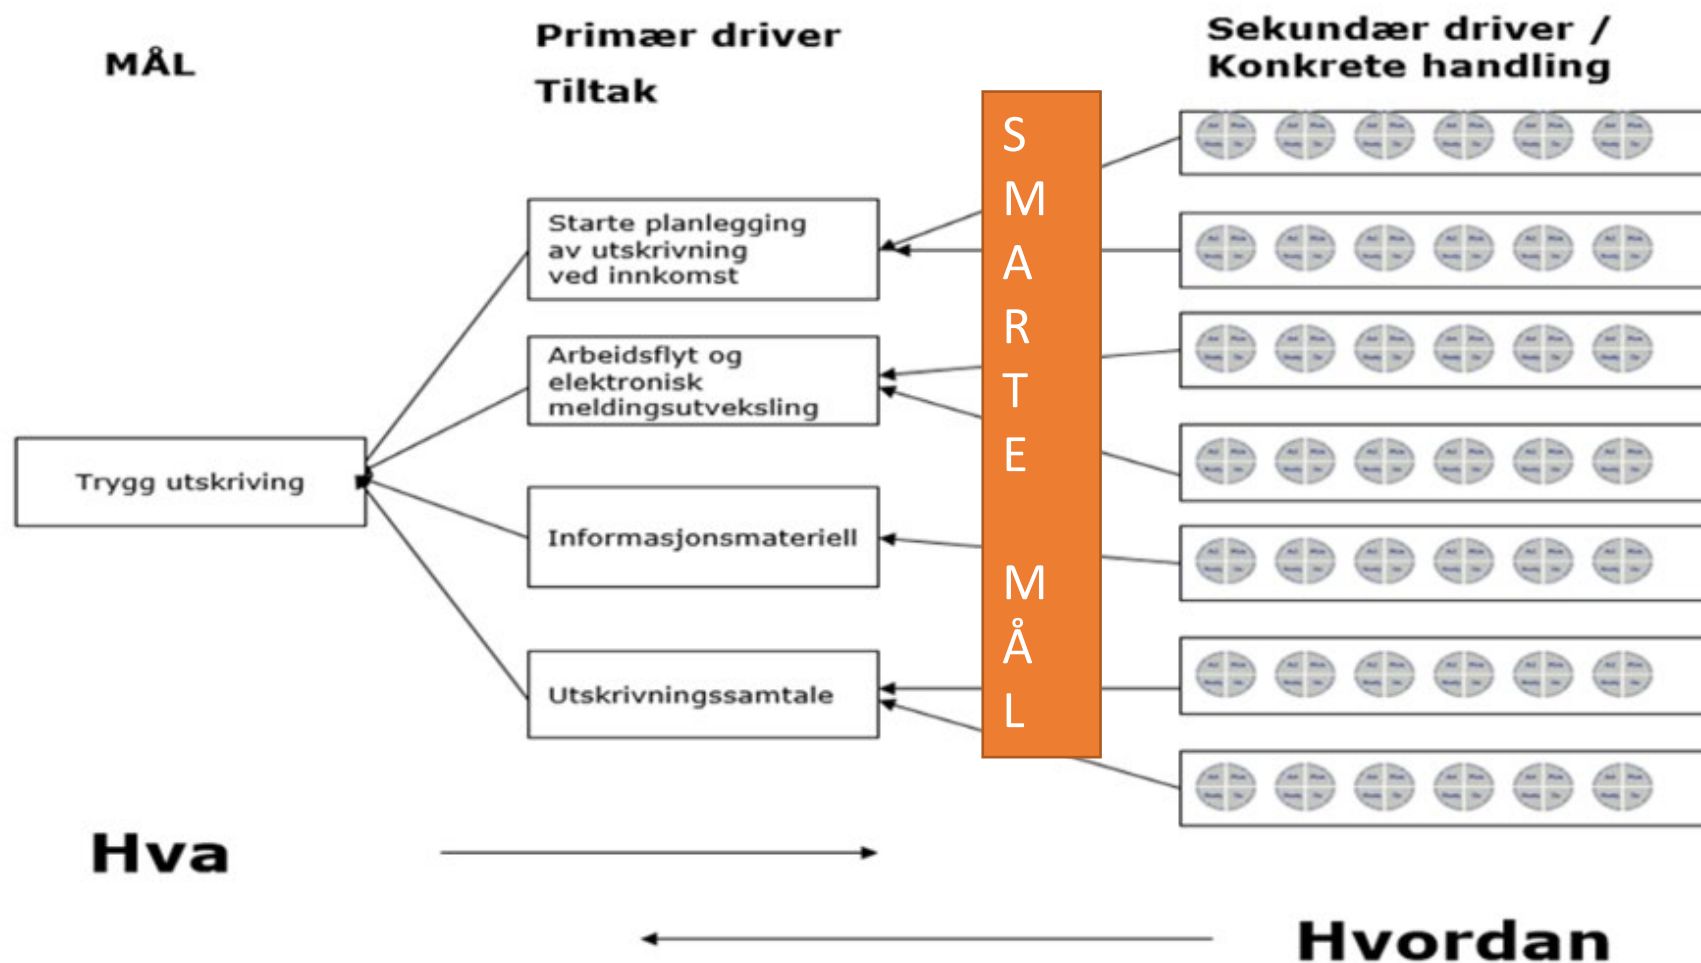 MÅL
Primær driver
Tiltak
Sekundær driver /
Konkrete handling
Starte planlegging
av utskrivning
ved innkomst
Arbeidsflyt og
elektronisk
meldingsutveksling
Trygg utskriving
Informasjonsmateriell
Utskrivningssamtale
S
M
A
R
T
E
M
Å
L
Hva
Hvordan